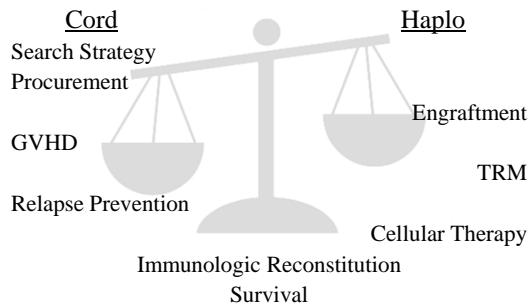 Cord
Haplo
Search Strategy
Procurement
Engraftment
GVHD
TRM
Relapse Prevention
Cellular Therapy
Immunologic Reconstitution
Survival